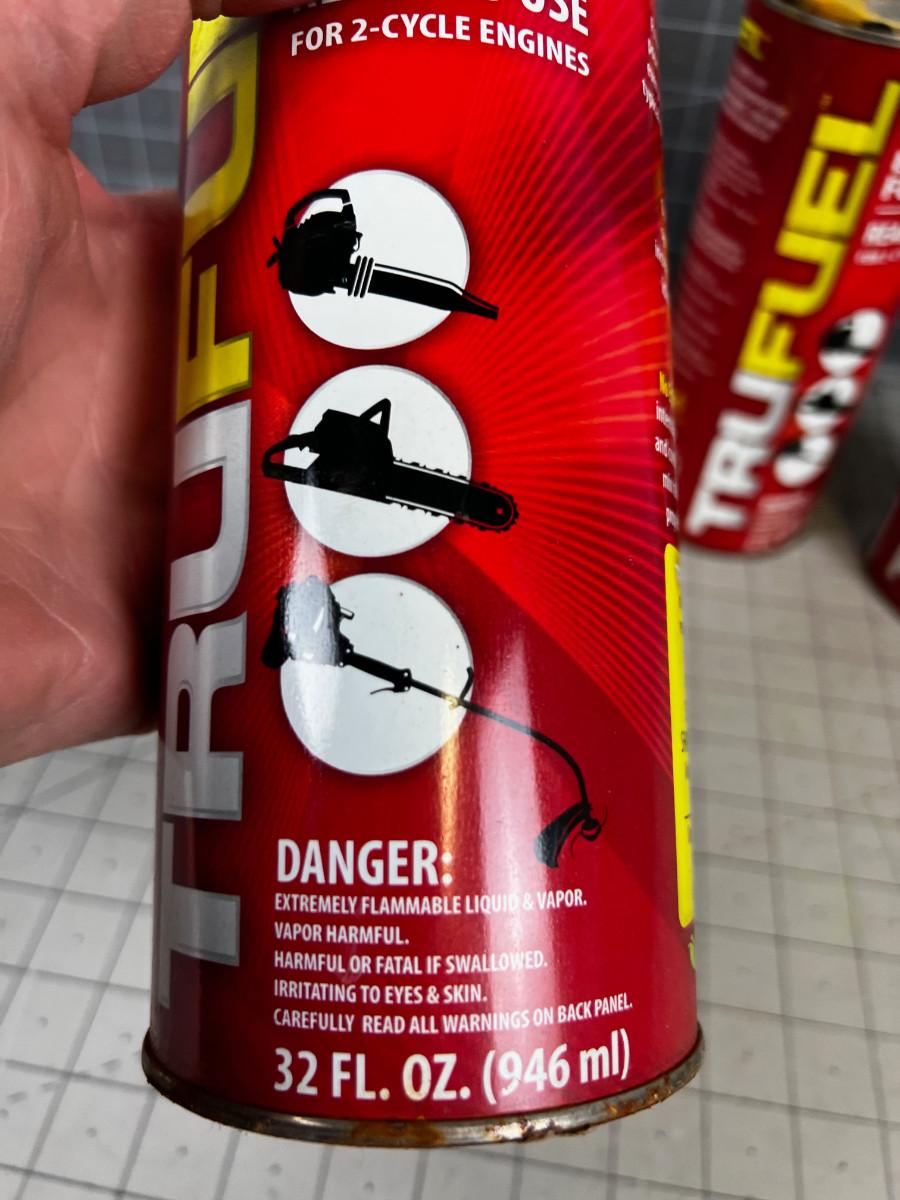 USE
FOR 2-CYCLE ENGINES
TRUFU
DANGER:
EXTREMELY FLAMMABLE LIQUID & VAPOR.
VAPOR HARMFUL.
HARMFUL OR FATAL IF SWALLOWED.
IRRITATING TO EYES & SKIN.
CAREFULLY READ ALL WARNINGS ON BACK PANEL.
32 FL. OZ. (946 ml)
TRUFUEL